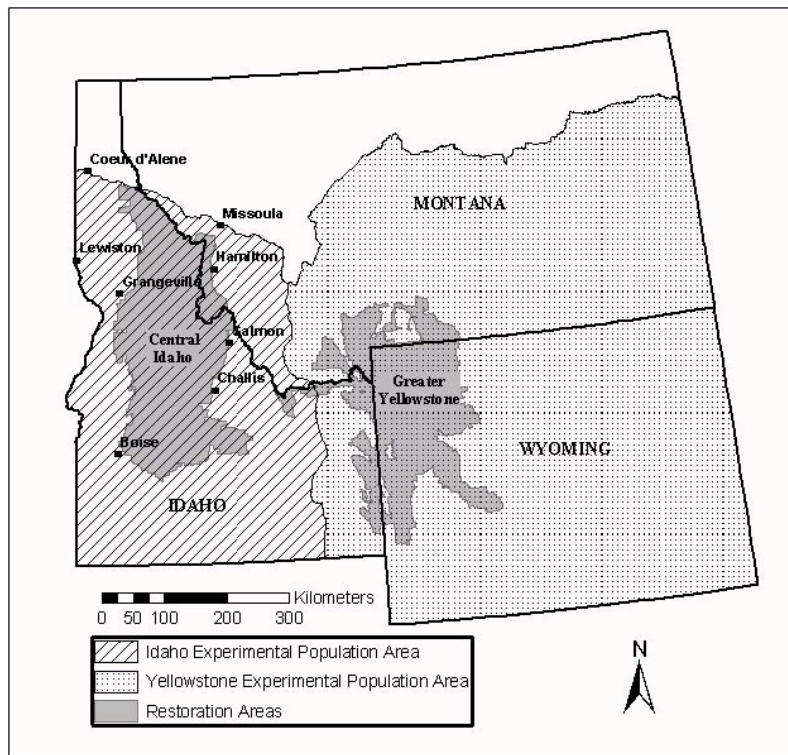 Coeur d'Alene
MONTANA
Missoula
Lewiston
Hamilton
Grangeville
Salmon
Central
Idaho
Challis
Greater
Yellowstone
Boise
WYOMING
IDAHO
Kilometers
0 50 100 200 300
Idaho Experimental Population Area
Yellowstone Experimental Population Area
Restoration Areas
N